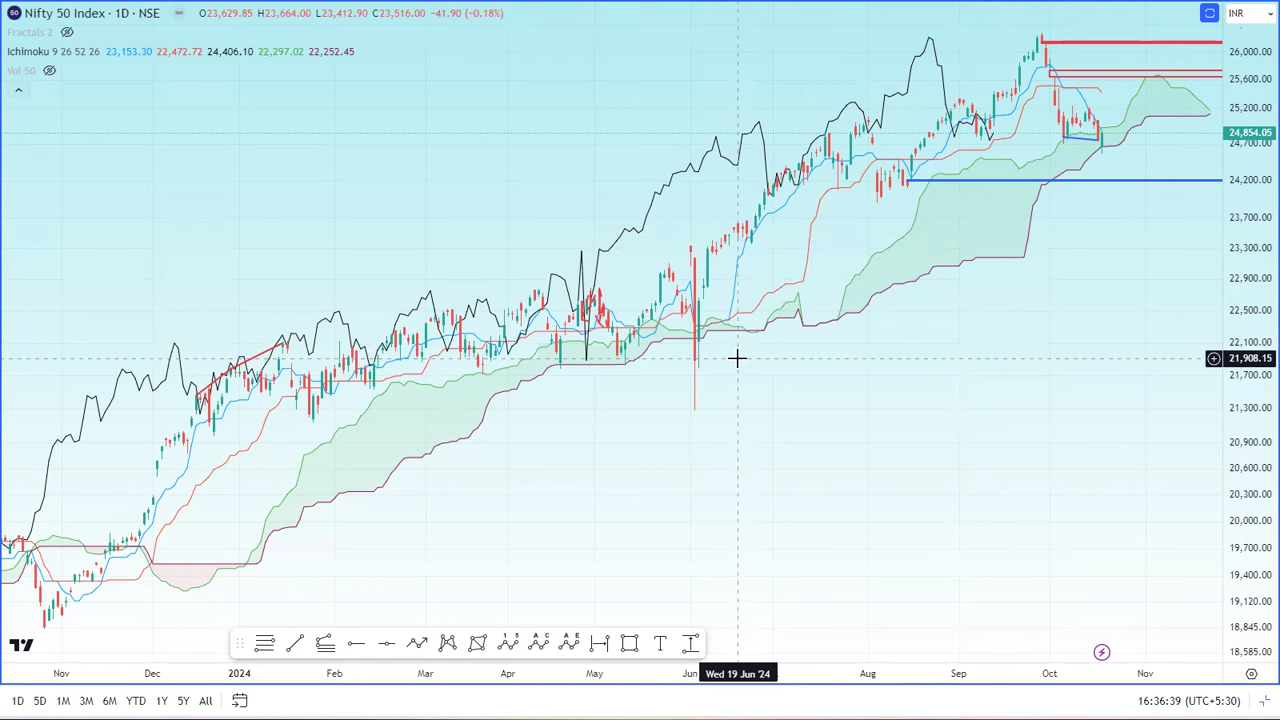 50 Nifty 50 Index · 1D · NSE O23,629.85 H23,664.00 L23,412.90 C23,516.00 -41.90 (-0.18%)
INR
Fractals 2
Ichimoku 9 26 52 26 23,153.30 22,472.72 24,406.10 22,297.02 22,252.45
Vol 50
26,000.00
25,600.00
25,200.00
24,854.05
24,700.00
24,200.00
23,700.00
23,300.00
22,900.00
22,500.00
22,100.00
21,908.15
21,700.00
21,300.00
20,900.00
20,600.00
20,300.00
20,000.00
19,700.00
19,400.00
19,120.00
18,845.00
18,585.00
Nov Dec 2024 Feb Mar Apr May Jun Wed 19 Jun '24 Aug Sep Oct Nov
1D 5D 1M 3M 6M YTD 1Y 5Y All
16:36:39 (UTC+5:30)